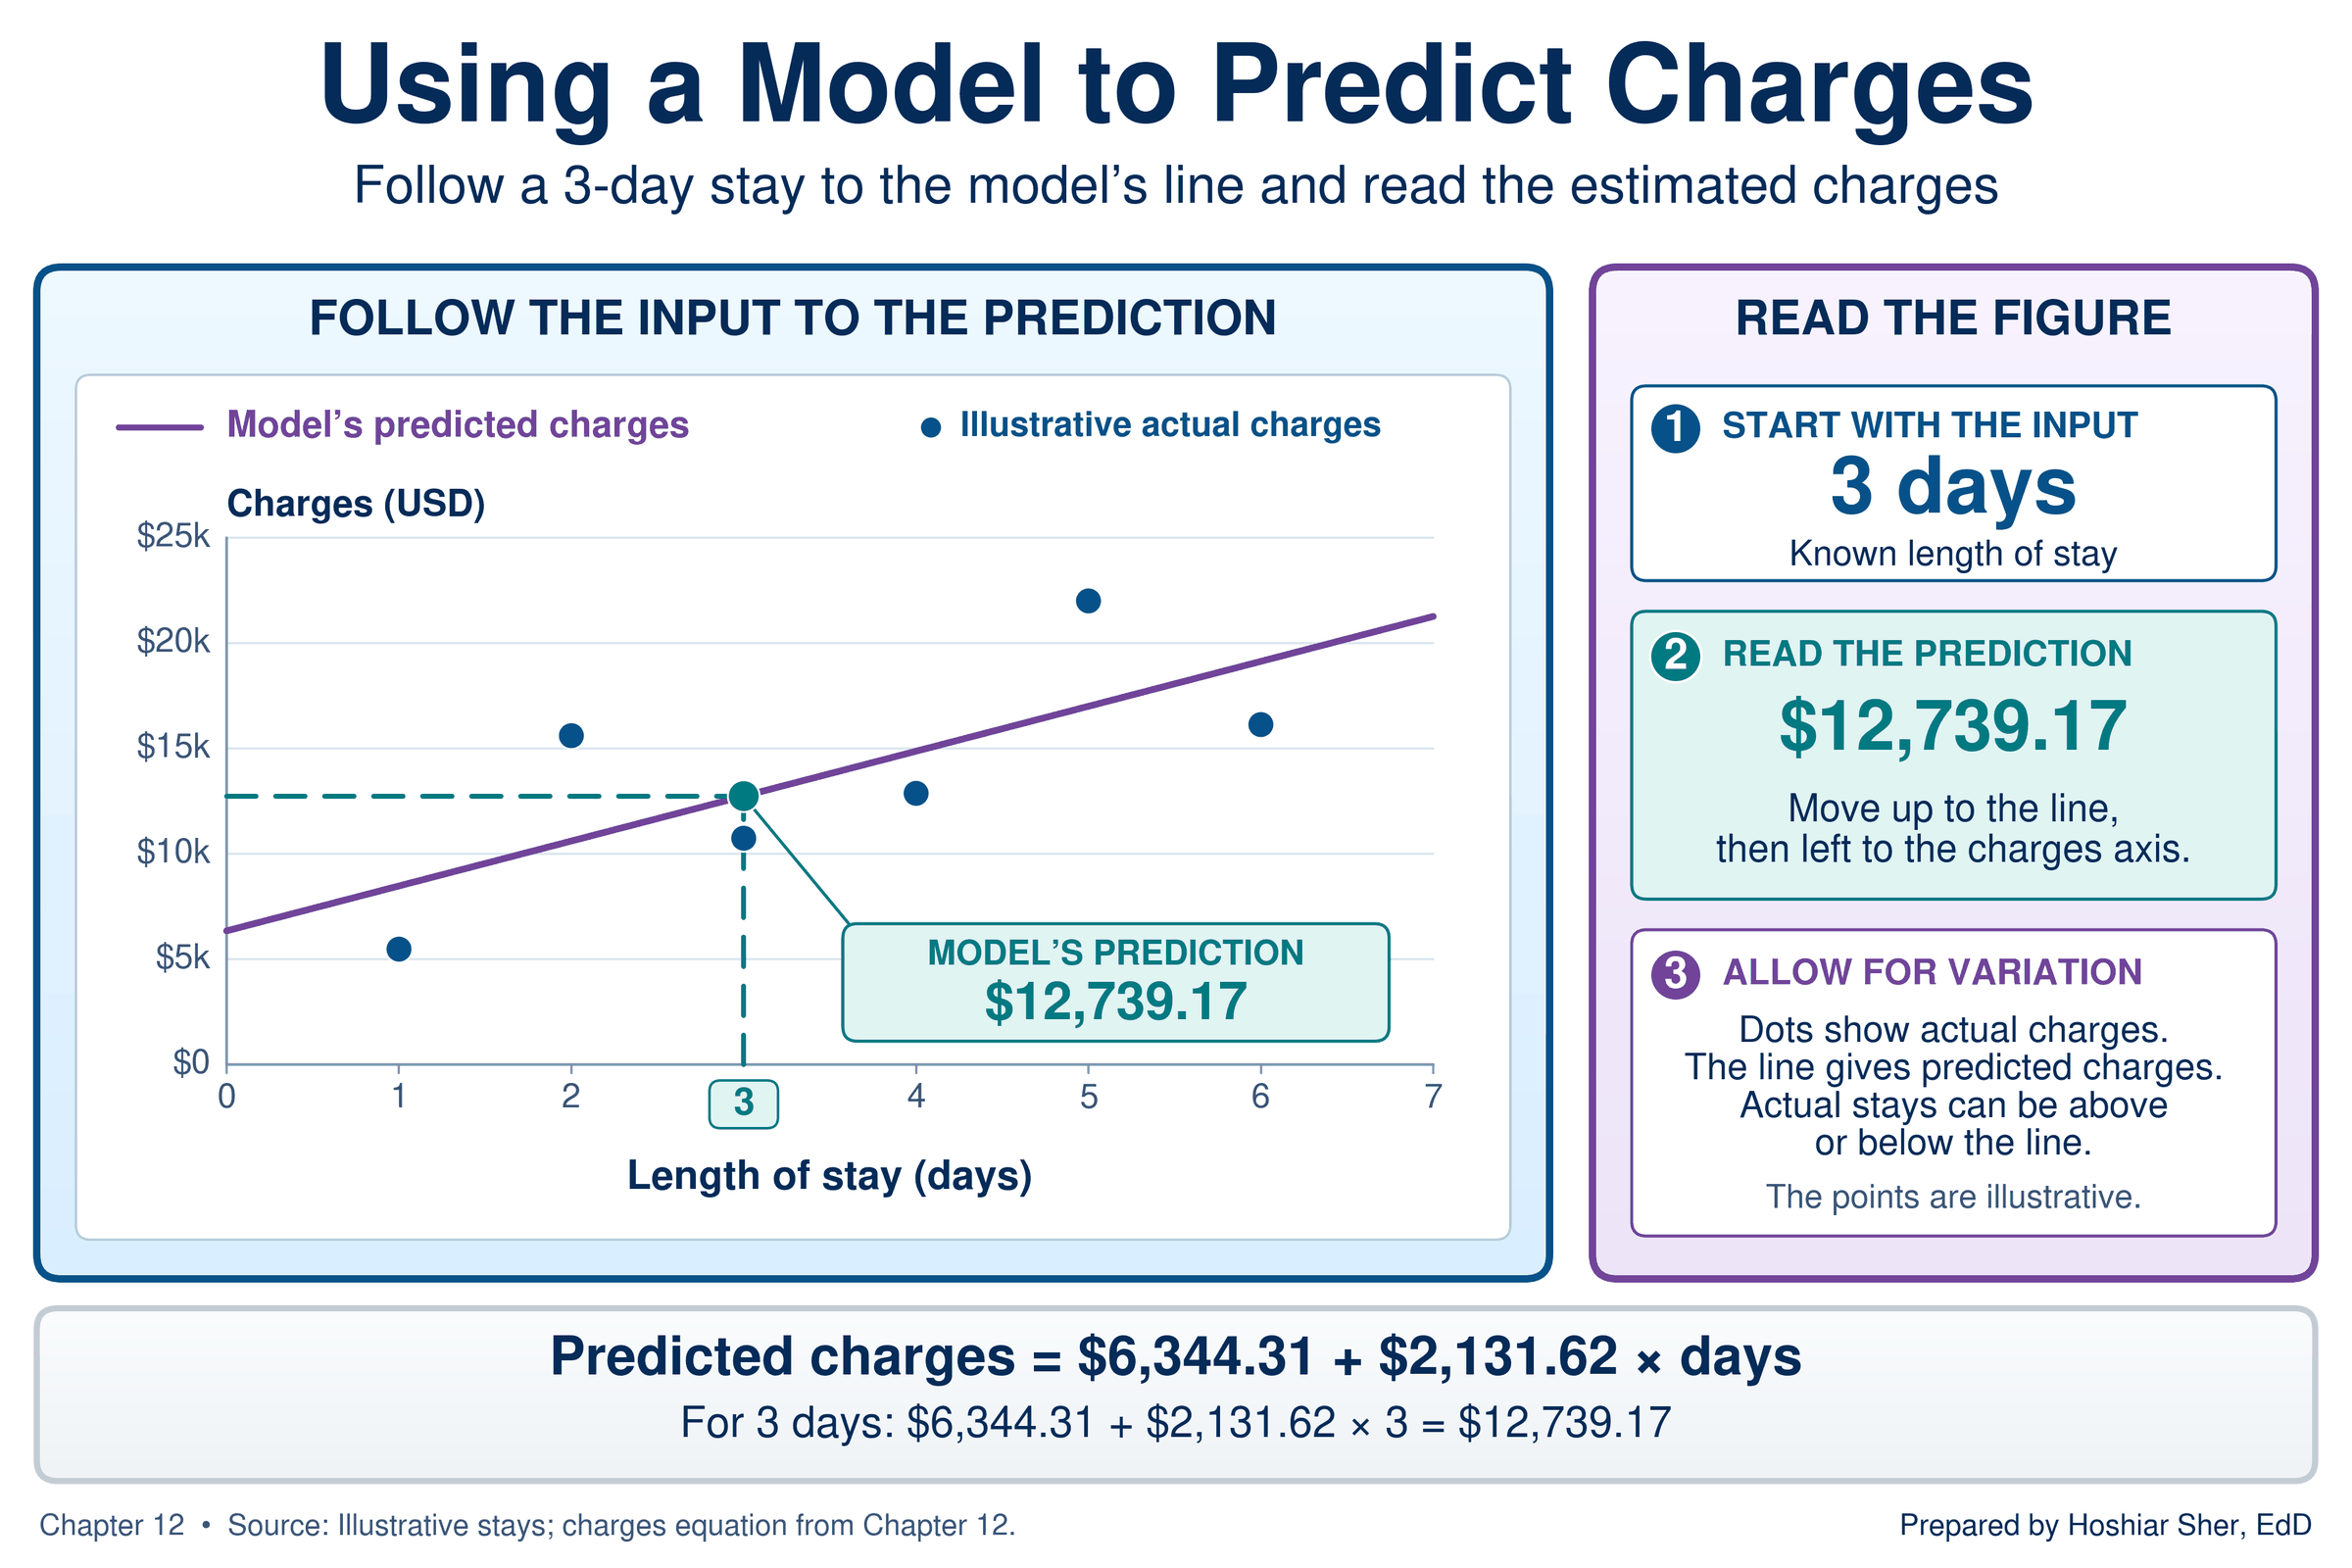 Using a Model to Predict Charges
Follow a 3-day stay to the model’s line and read the estimated charges
FOLLOW THE INPUT TO THE PREDICTION
Model’s predicted charges
Illustrative actual charges
Charges (USD)
$25k
$20k
$15k
$10k
$5k
$0
MODEL’S PREDICTION
$12,739.17
0
1
2
3
4
5
6
7
Length of stay (days)
READ THE FIGURE
1 START WITH THE INPUT
3 days
Known length of stay
2 READ THE PREDICTION
$12,739.17
Move up to the line,
then left to the charges axis.
3 ALLOW FOR VARIATION
Dots show actual charges.
The line gives predicted charges.
Actual stays can be above
or below the line.
The points are illustrative.
Predicted charges = $6,344.31 + $2,131.62 × days
For 3 days: $6,344.31 + $2,131.62 × 3 = $12,739.17
Chapter 12 • Source: Illustrative stays; charges equation from Chapter 12.
Prepared by Hoshiar Sher, EdD